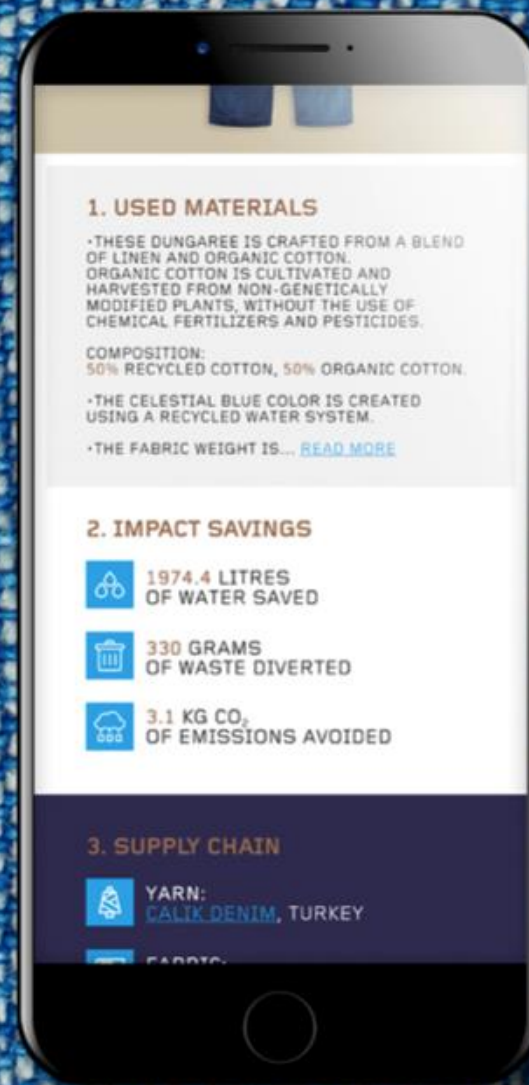 1. USED MATERIALS
•THESE DUNGAREE IS CRAFTED FROM A BLEND
OF LINEN AND ORGANIC COTTON.
ORGANIC COTTON IS CULTIVATED AND
HARVESTED FROM NON-GENETICALLY
MODIFIED PLANTS, WITHOUT THE USE OF
CHEMICAL FERTILIZERS AND PESTICIDES.
COMPOSITION:
50% RECYCLED COTTON, 50% ORGANIC COTTON.
•THE CELESTIAL BLUE COLOR IS CREATED
USING A RECYCLED WATER SYSTEM.
•THE FABRIC WEIGHT IS... READ MORE
2. IMPACT SAVINGS
1974.4 LITRES
OF WATER SAVED
330 GRAMS
OF WASTE DIVERTED
3.1 KG CO₂
OF EMISSIONS AVOIDED
3. SUPPLY CHAIN
YARN:
CALIK DENIM, TURKEY
FABRIC: